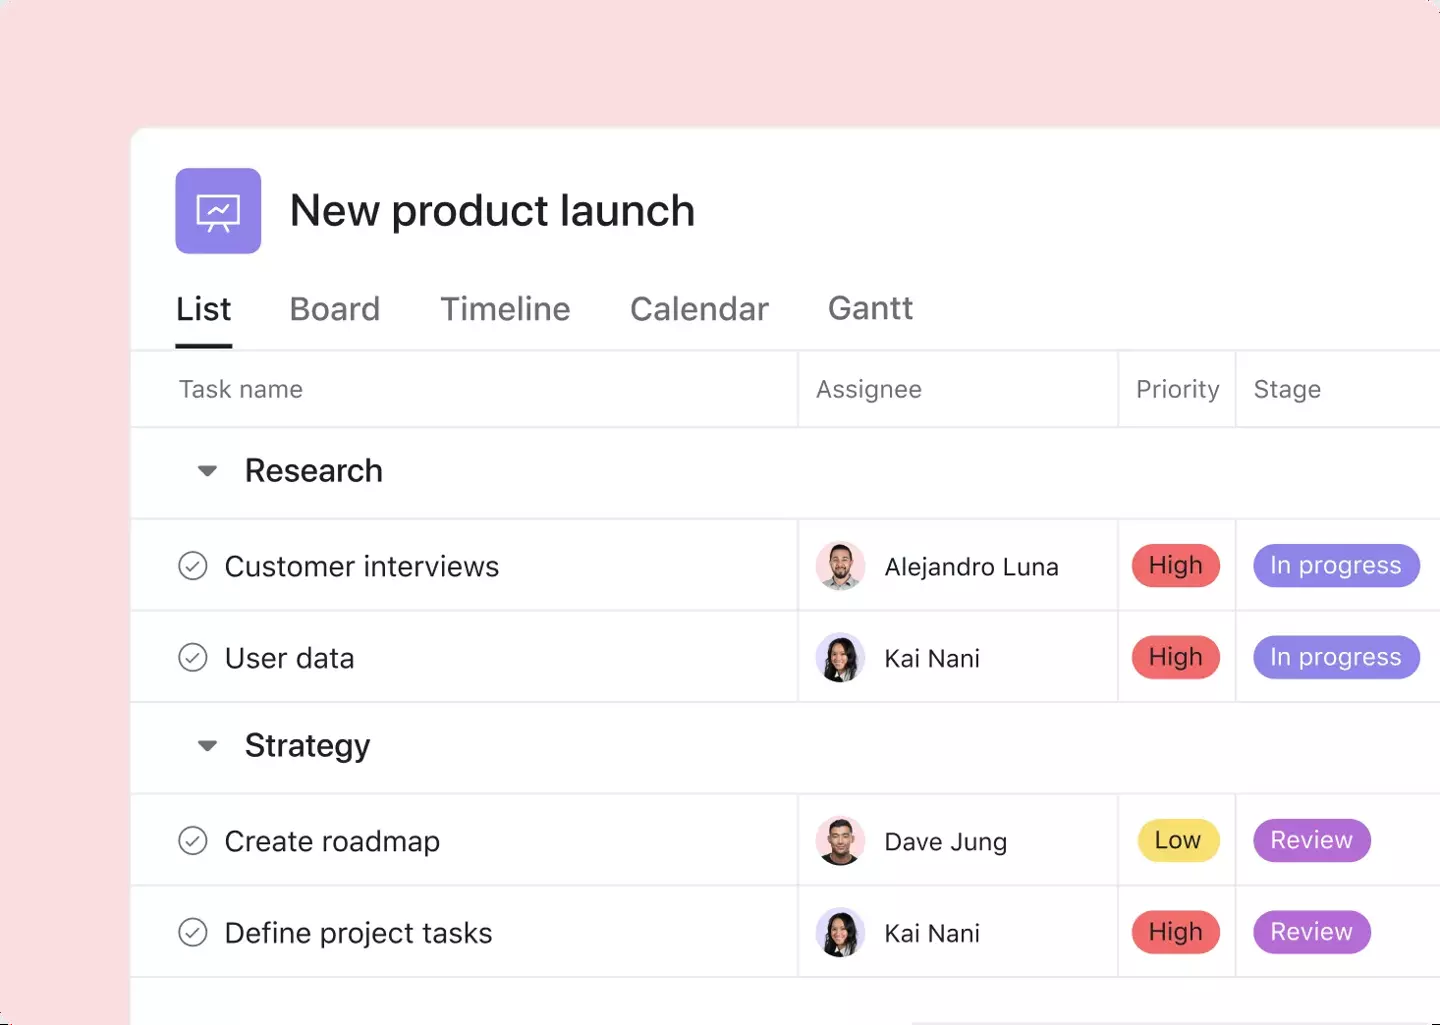 New product launch
List Board Timeline Calendar Gantt
Task name Assignee Priority Stage
Research
Customer interviews Alejandro Luna High In progress
User data Kai Nani High In progress
Strategy
Create roadmap Dave Jung Low Review
Define project tasks Kai Nani High Review